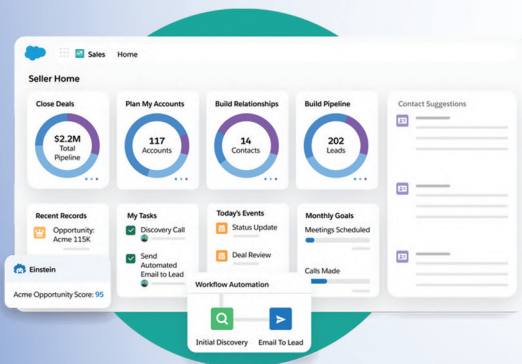 Sales Home
Seller Home
Close Deals
$2.2M
Total
Pipeline
Plan My Accounts
117
Accounts
Build Relationships
14
Contacts
Build Pipeline
202
Leads
Contact Suggestions
Recent Records
Opportunity:
Acme 115K
My Tasks
Discovery Call
Send
Automated
Email to Lead
Today's Events
Status Update
Deal Review
Monthly Goals
Meetings Scheduled
Calls Made
Einstein
Acme Opportunity Score: 95
Workflow Automation
Initial Discovery
Email To Lead